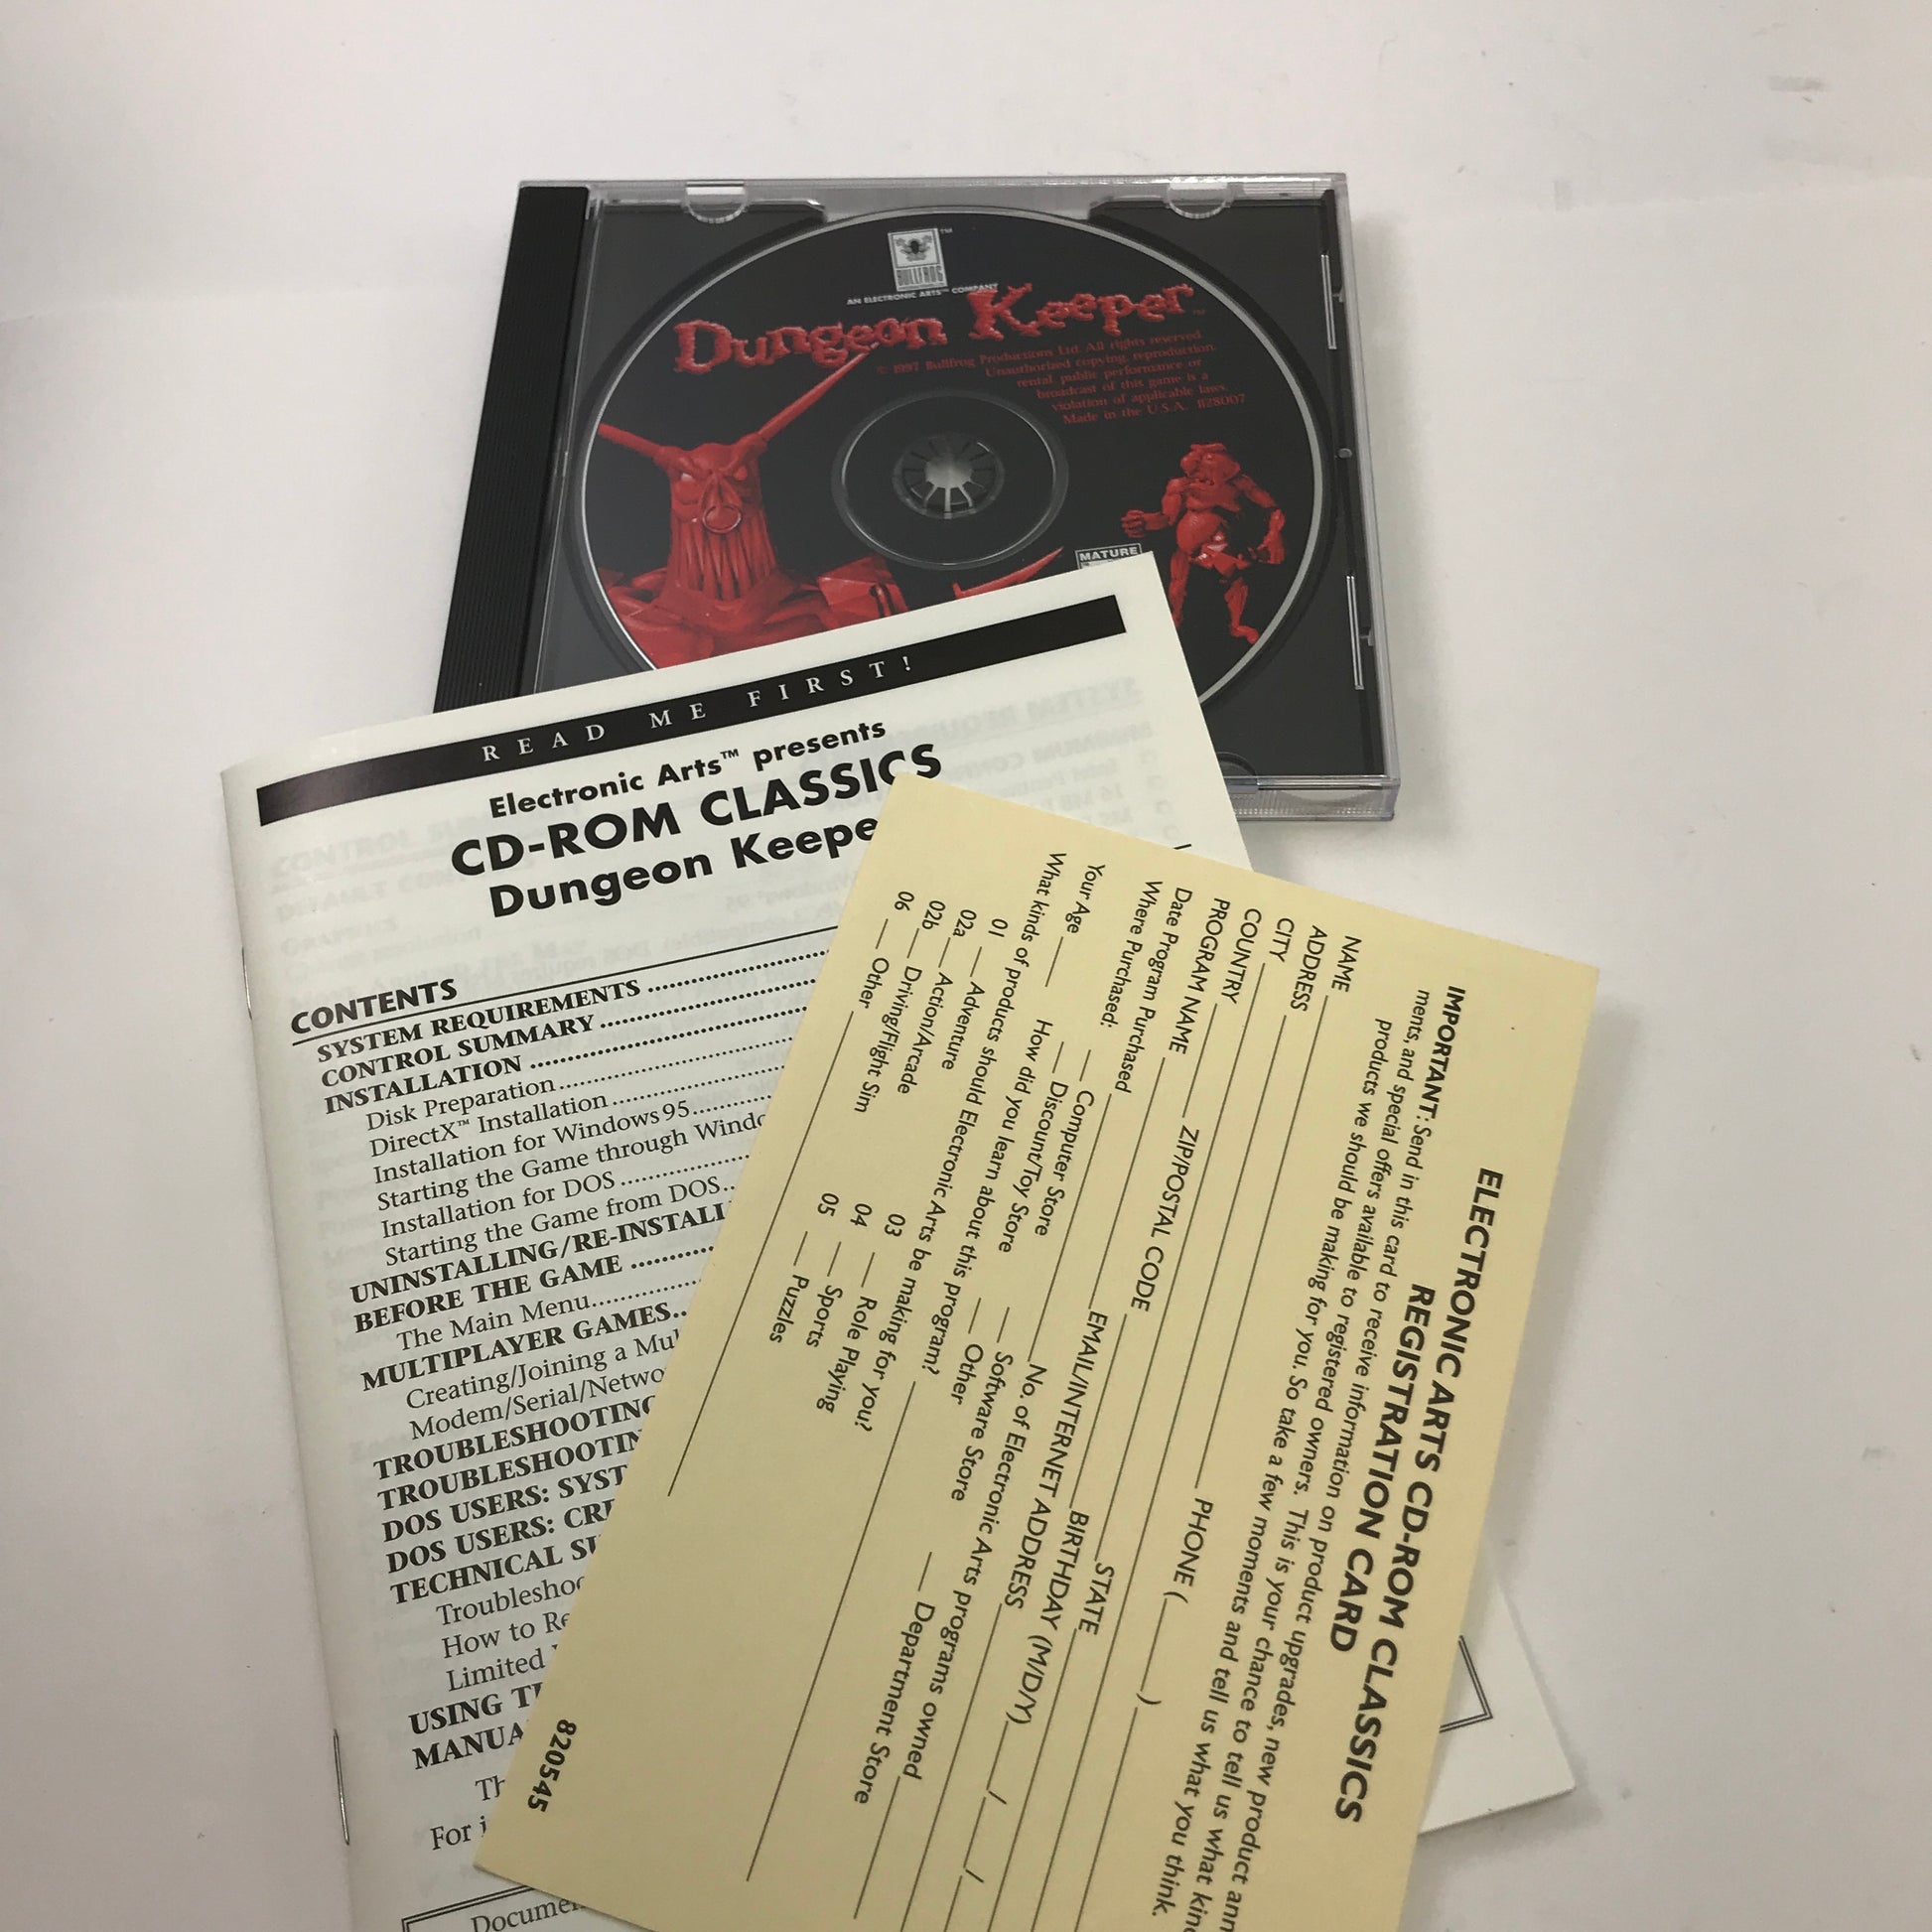 BULLFROG
™
AN ELECTRONIC ARTS™ COMPANY
Dungeon Keeper™
© 1997 Bullfrog Productions Ltd. All rights reserved.
Unauthorized copying, reproduction,
rental public performance or
broadcast of this game is a
violation of applicable laws.
Made in the U.S.A. 828007
MATURE
READ ME FIRST!
Electronic Arts™ presents
CD-ROM CLASSICS
Dungeon Keepe
CONTENTS
SYSTEM REQUIREMENTS
CONTROL SUMMARY
INSTALLATION
Disk Preparation
DirectX™ Installation
Installation for Windows 95
Starting the Game through Windo
Installation for DOS
Starting the Game from DOS
UNINSTALLING/RE-INSTALL
BEFORE THE GAME
The Main Menu
MULTIPLAYER GAMES
Creating/Joining a Mul
Modem/Serial/Netwo
TROUBLESHOOTING
TROUBLESHOOTIN
DOS USERS: SYST
DOS USERS: CRE
TECHNICAL SU
Troubleshoo
How to Re
Limited
USING T
MANUA
Th
For i
Documen
ELECTRONIC ARTS CD-ROM CLASSICS
REGISTRATION CARD
IMPORTANT: Send in this card to receive information on product upgrades, new product ann
ments, and special offers available to registered owners. This is your chance to tell us what kin
products we should be making for you. So take a few moments and tell us what you think.
NAME
ADDRESS
CITY STATE
COUNTRY ZIP/POSTAL CODE PHONE ( )
PROGRAM NAME EMAIL/INTERNET ADDRESS
Date Program Purchased BIRTHDAY (M/D/Y) / /
Where Purchased: Computer Store Software Store Department Store
Discount/Toy Store Other
Your Age How did you learn about this program? No. of Electronic Arts programs owned
What kinds of products should Electronic Arts be making for you?
01 Adventure 03 Role Playing
02a Action/Arcade 04 Sports
02b Driving/Flight Sim 05 Puzzles
06 Other
820545